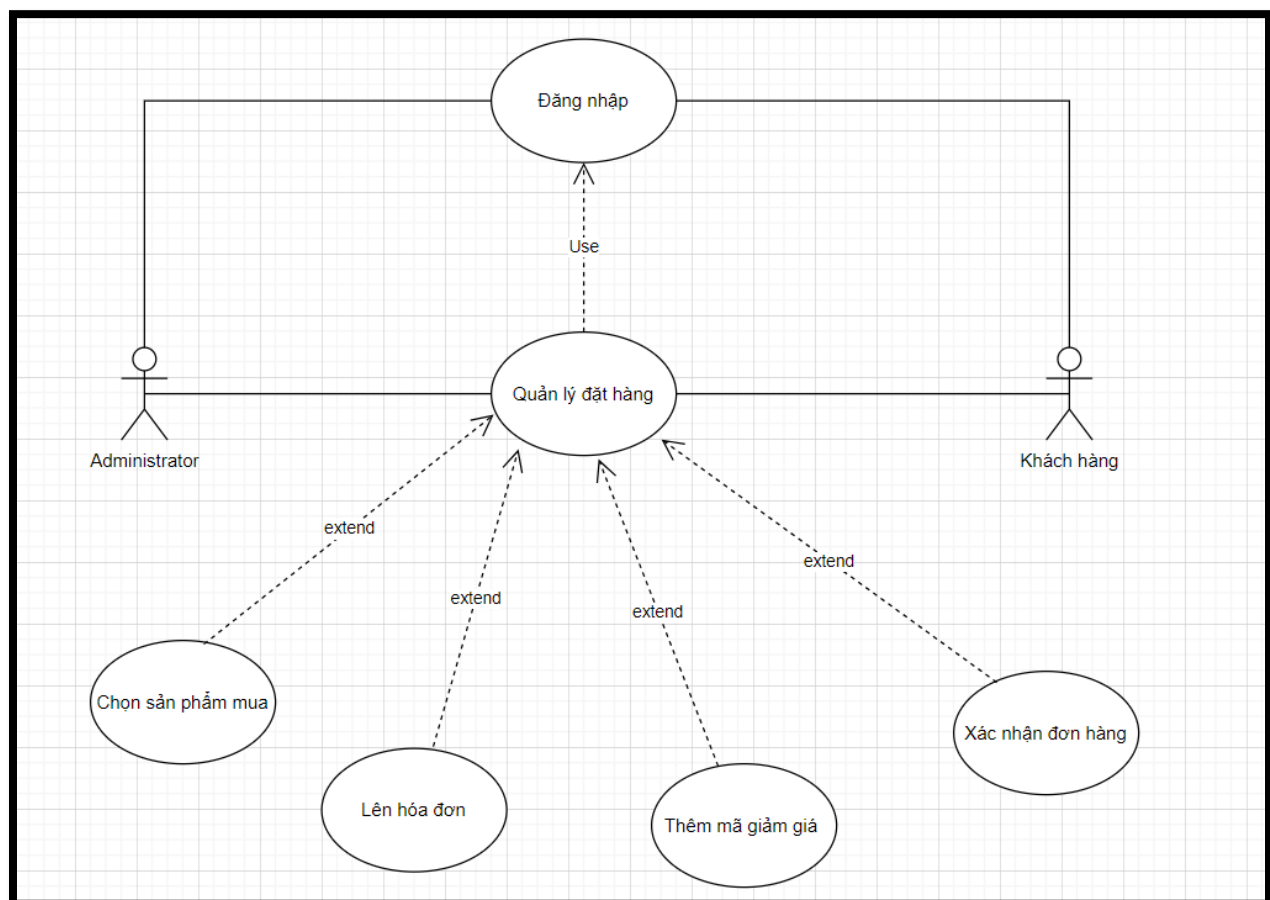 Đăng nhập
Use
Quản lý đặt hàng
Administrator
Khách hàng
extend
extend
extend
extend
Chọn sản phẩm mua
Lên hóa đơn
Thêm mã giảm giá
Xác nhận đơn hàng